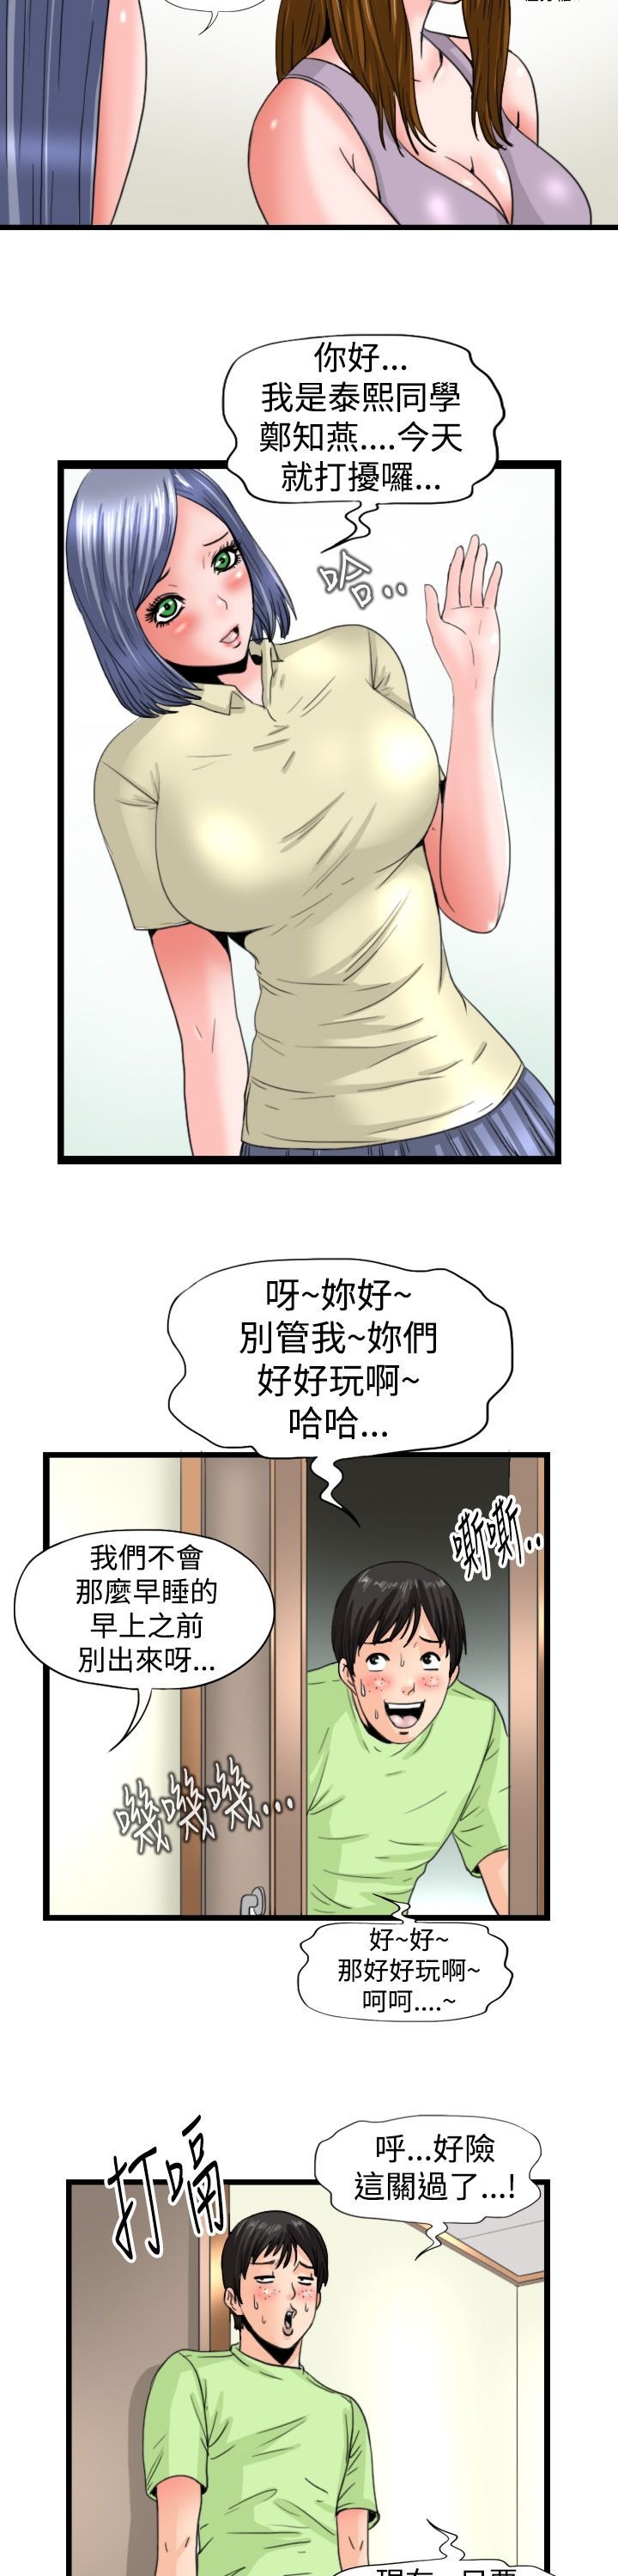 你好...
我是泰熙同學
鄭知燕....今天
就打擾囉...
哈..
呀~妳好~
別管我~妳們
好好玩啊~
哈哈...
嘶嘶..
我們不會
那麼早睡的
早上之前
別出來呀...
嘰嘰嘰...
好~好~
那好好玩啊~
呵呵....~
打嗝
呼...好險
這關過了...!